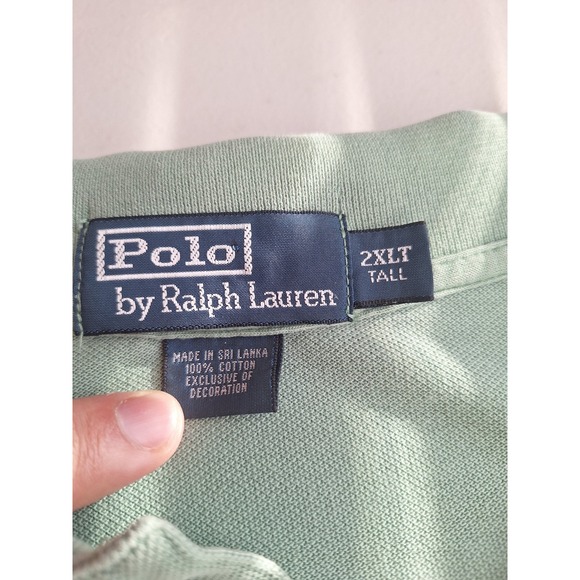 Polo
by Ralph Lauren
2XLT
TALL
MADE IN SRI LANKA
100% COTTON
EXCLUSIVE OF
DECORATION